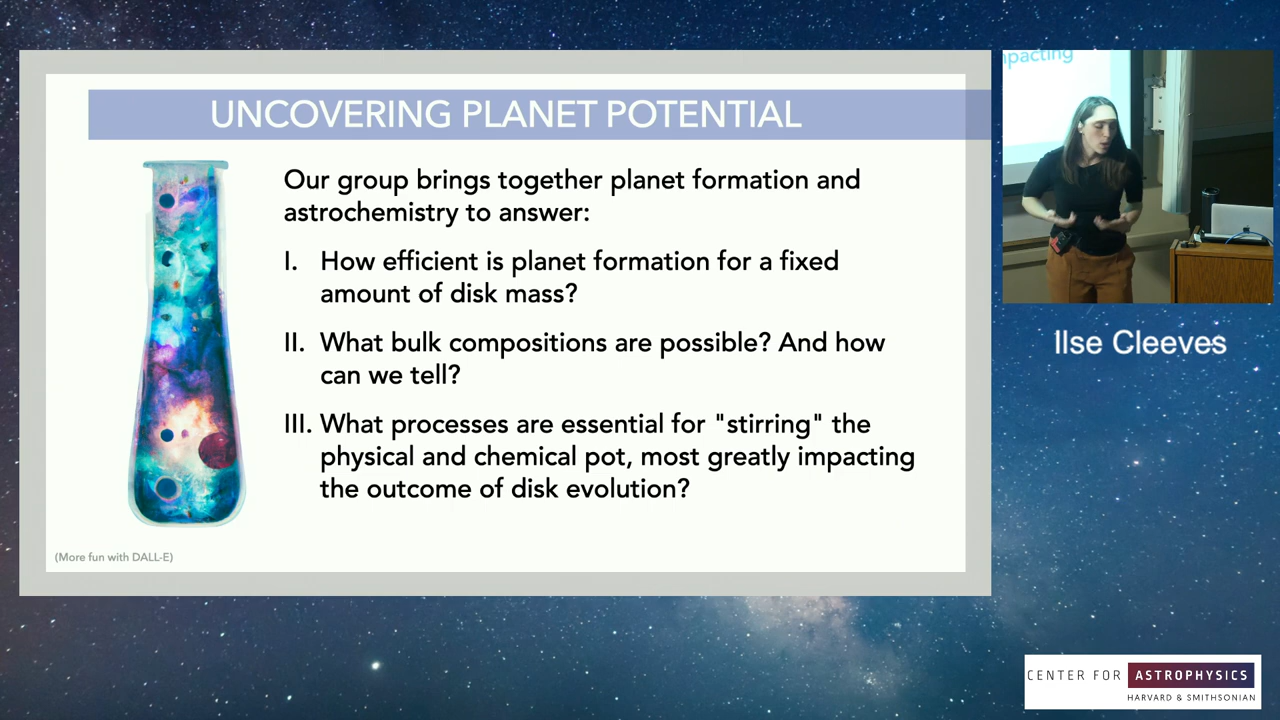 UNCOVERING PLANET POTENTIAL
Our group brings together planet formation and
astrochemistry to answer:
I. How efficient is planet formation for a fixed
amount of disk mass?
II. What bulk compositions are possible? And how
can we tell?
III. What processes are essential for "stirring" the
physical and chemical pot, most greatly impacting
the outcome of disk evolution?
(More fun with DALL-E)
mpacting
Ilse Cleeves
CENTER FOR ASTROPHYSICS
HARVARD & SMITHSONIAN